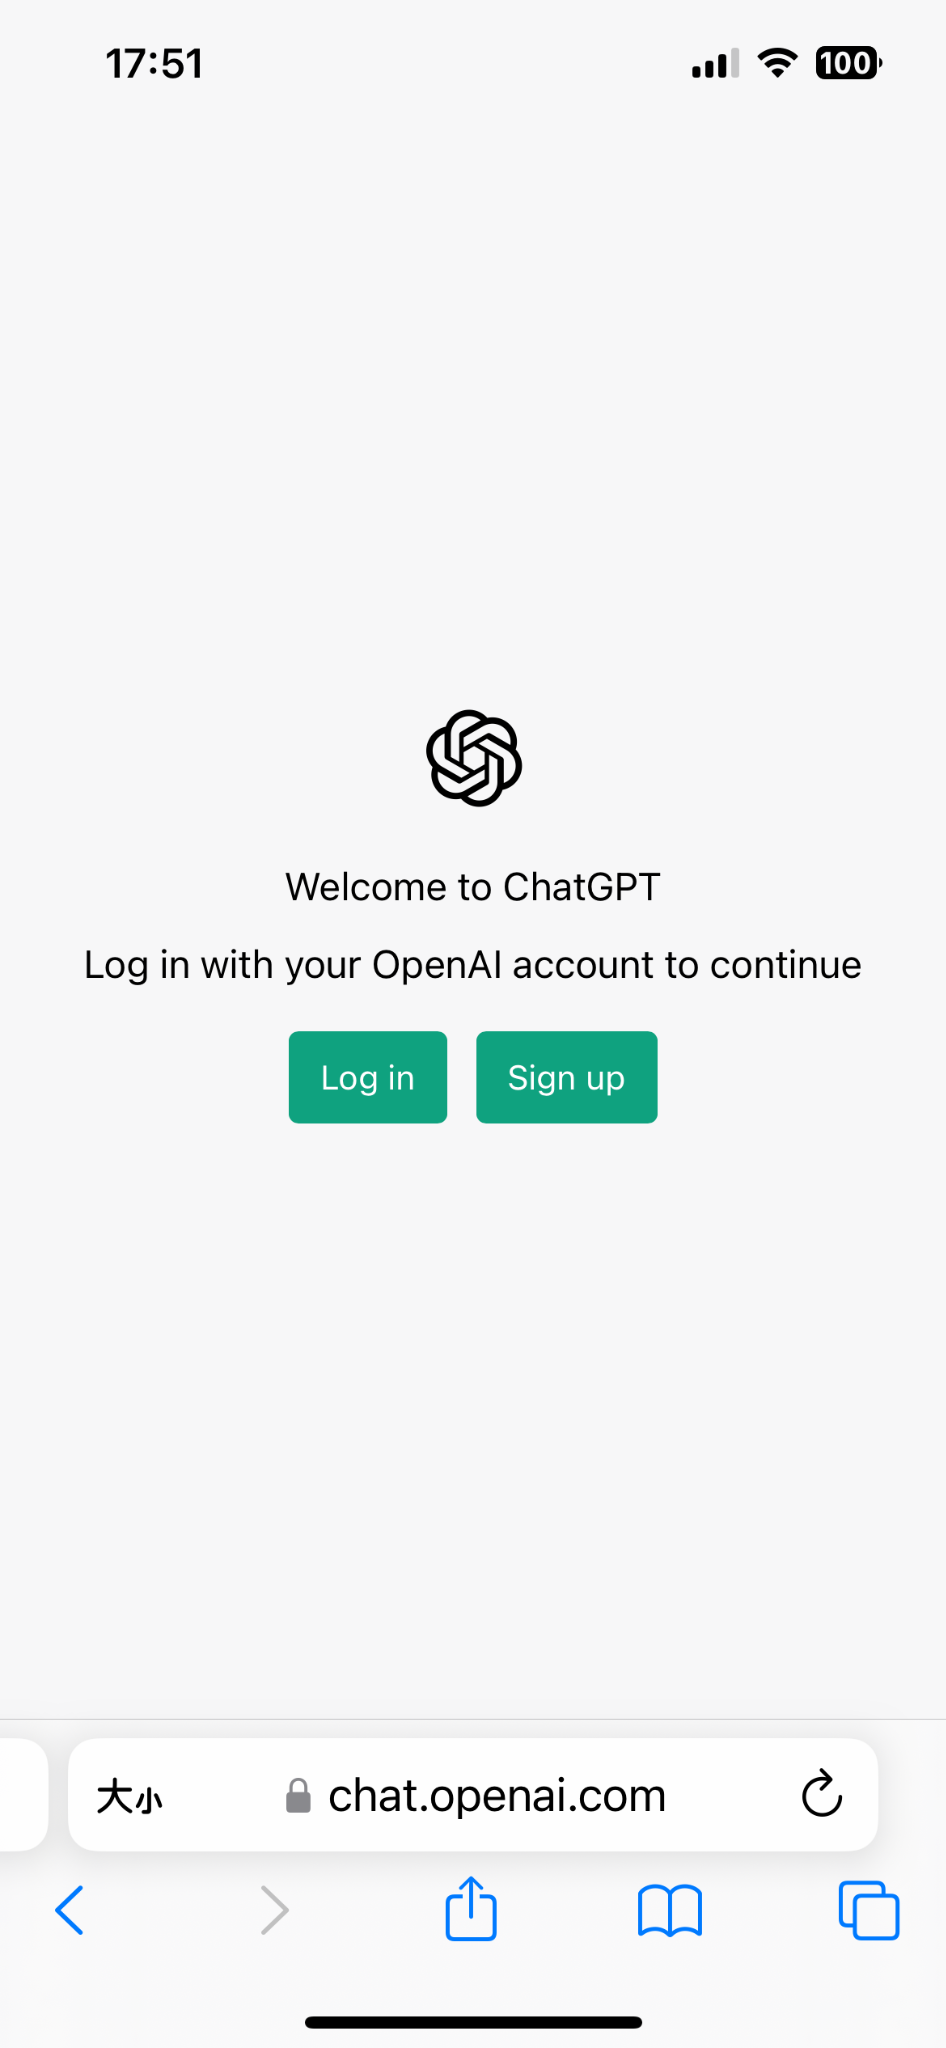 17:51
100
Welcome to ChatGPT
Log in with your OpenAI account to continue
Log in
Sign up
大小
chat.openai.com